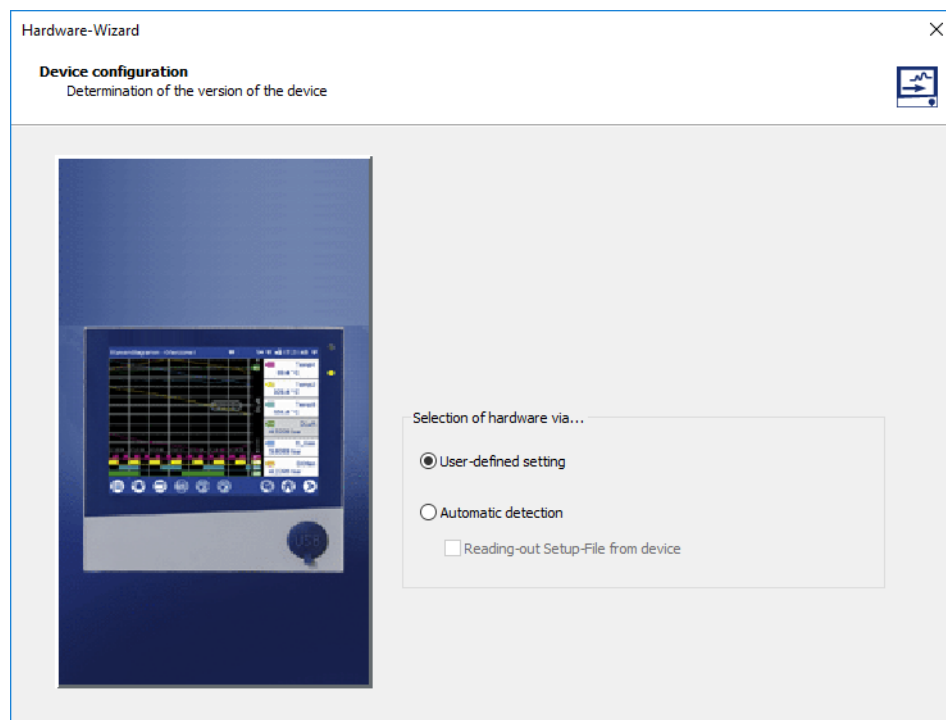 Hardware-Wizard
Device configuration
Determination of the version of the device
USB
Selection of hardware via...
User-defined setting
Automatic detection
Reading-out Setup-File from device